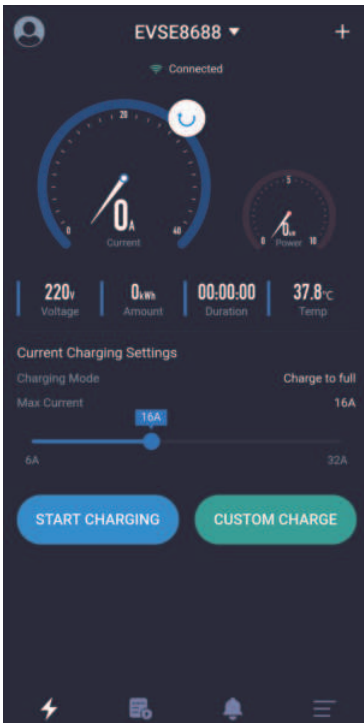 EVSE8688 ▼ +
Connected
20
0 40
0A
Current
5
0 10
0kW
Power
220V 0kWh 00:00:00 37.8°C
Voltage Amount Duration Temp
Current Charging Settings
Charging Mode Charge to full
Max Current 16A
16A
6A 32A
START CHARGING CUSTOM CHARGE